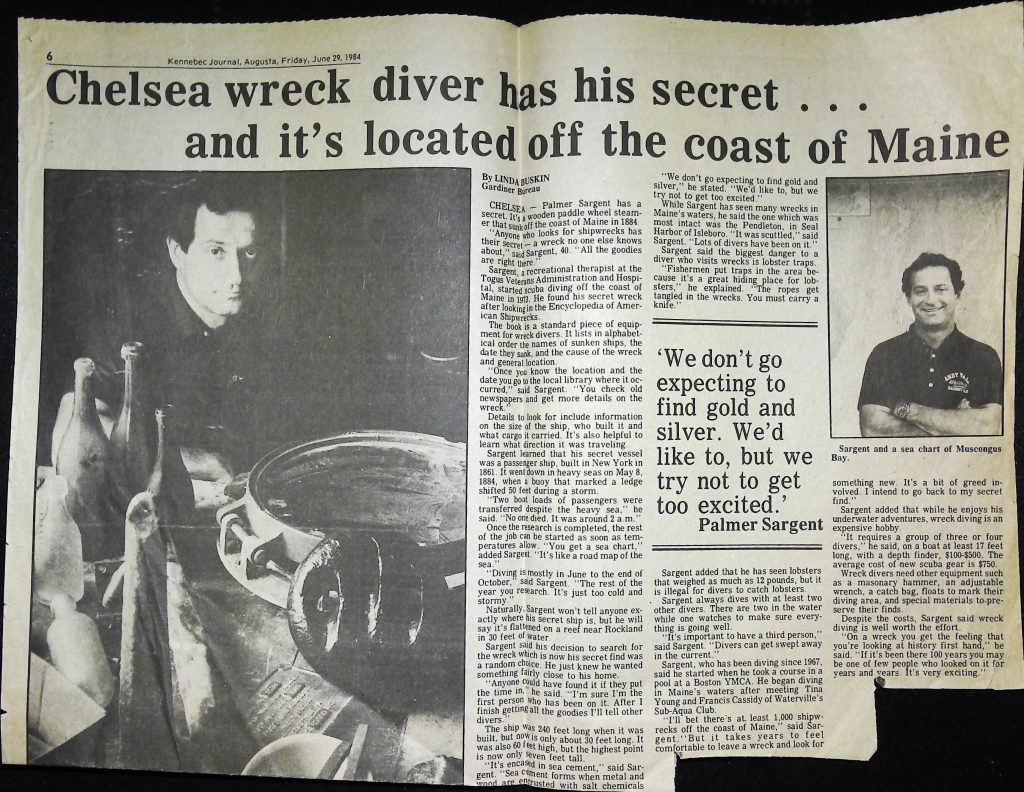 6
Kennebec Journal, Augusta, Friday, June 29, 1984
Chelsea wreck diver has his secret . . .
and it's located off the coast of Maine
By LINDA BUSKIN
Gardiner Bureau
CHELSEA — Palmer Sargent has a
secret. It's a wooden paddle wheel steam-
er that sunk off the coast of Maine in 1884.
"Anyone who looks for shipwrecks has
their secret — a wreck no one else knows
about," said Sargent, 40. "All the goodies
are right there."
Sargent, a recreational therapist at the
Togus Veterans Administration and Hospi-
tal, started scuba diving off the coast of
Maine in 1973. He found his secret wreck
after looking in the Encyclopedia of Amer-
ican Shipwrecks.
The book is a standard piece of equip-
ment for wreck divers. It lists in alphabet-
ical order the names of sunken ships, the
date they sank, and the cause of the wreck
and general location.
"Once you know the location and the
date you go to the local library where it oc-
curred," said Sargent. "You check old
newspapers and get more details on the
wreck."
Details to look for include information
on the size of the ship, who built it and
what cargo it carried. It's also helpful to
learn what direction it was traveling.
Sargent learned that his secret vessel
was a passenger ship, built in New York in
1861. It went down in heavy seas on May 8,
1884, when a buoy that marked a ledge
shifted 50 feet during a storm.
"Two boat loads of passengers were
transferred despite the heavy sea," he
said. "No one died. It was around 2 a.m."
Once the research is completed, the rest
of the job can be started as soon as tem-
peratures allow. "You get a sea chart,"
added Sargent. "It's like a road map of the
sea."
"Diving is mostly in June to the end of
October," said Sargent. "The rest of the
year you research. It's just too cold and
stormy."
Naturally, Sargent won't tell anyone ex-
actly where his secret ship is, but he will
say it's flattened on a reef near Rockland
in 30 feet of water.
Sargent said his decision to search for
the wreck which is now his secret find was
a random choice. He just knew he wanted
something fairly close to his home.
"Anyone could have found it if they put
the time in," he said. "I'm sure I'm the
first person who has been on it. After I
finish getting all the goodies I'll tell other
divers."
The ship was 240 feet long when it was
built, but now is only about 30 feet long. It
was also 60 feet high, but the highest point
is now only seven feet tall.
"It's encased in sea cement," said Sar-
gent. "Sea cement forms when metal and
wood are encrusted with salt chemicals
"We don't go expecting to find gold and
silver," he stated. "We'd like to, but we
try not to get too excited."
While Sargent has seen many wrecks in
Maine's waters, he said the one which was
most intact was the Pendleton, in Seal
Harbor of Islesboro. "It was scuttled," said
Sargent. "Lots of divers have been on it."
Sargent said the biggest danger to a
diver who visits wrecks is lobster traps.
"Fishermen put traps in the area be-
cause it's a great hiding place for lob-
sters," he explained. "The ropes get
tangled in the wrecks. You must carry a
knife."
'We don't go
expecting to
find gold and
silver. We'd
like to, but we
try not to get
too excited.'
Palmer Sargent
Sargent added that he has seen lobsters
that weighed as much as 12 pounds, but it
is illegal for divers to catch lobsters.
Sargent always dives with at least two
other divers. There are two in the water
while one watches to make sure every-
thing is going well.
"It's important to have a third person,"
said Sargent. "Divers can get swept away
in the current."
Sargent, who has been diving since 1967,
said he started when he took a course in a
pool at a Boston YMCA. He began diving
in Maine's waters after meeting Tina
Young and Francis Cassidy of Waterville's
Sub-Aqua Club.
"I'll bet there's at least 1,000 shipw-
recks off the coast of Maine," said Sar-
gent. "But it takes years to feel
comfortable to leave a wreck and look for
Sargent and a sea chart of Muscongus
Bay.
something new. It's a bit of greed in-
volved. I intend to go back to my secret
find."
Sargent added that while he enjoys his
underwater adventures, wreck diving is an
expensive hobby.
"It requires a group of three or four
divers," he said, on a boat at least 17 feet
long, with a depth finder, $100-$500. The
average cost of new scuba gear is $750.
Wreck divers need other equipment such
as a masonary hammer, an adjustable
wrench, a catch bag, floats to mark their
diving area, and special materials to pre-
serve their finds.
Despite the costs, Sargent said wreck
diving is well worth the effort.
"On a wreck you get the feeling that
you're looking at history first hand," he
said. "If it's been there 100 years you may
be one of few people who looked on it for
years and years. It's very exciting."